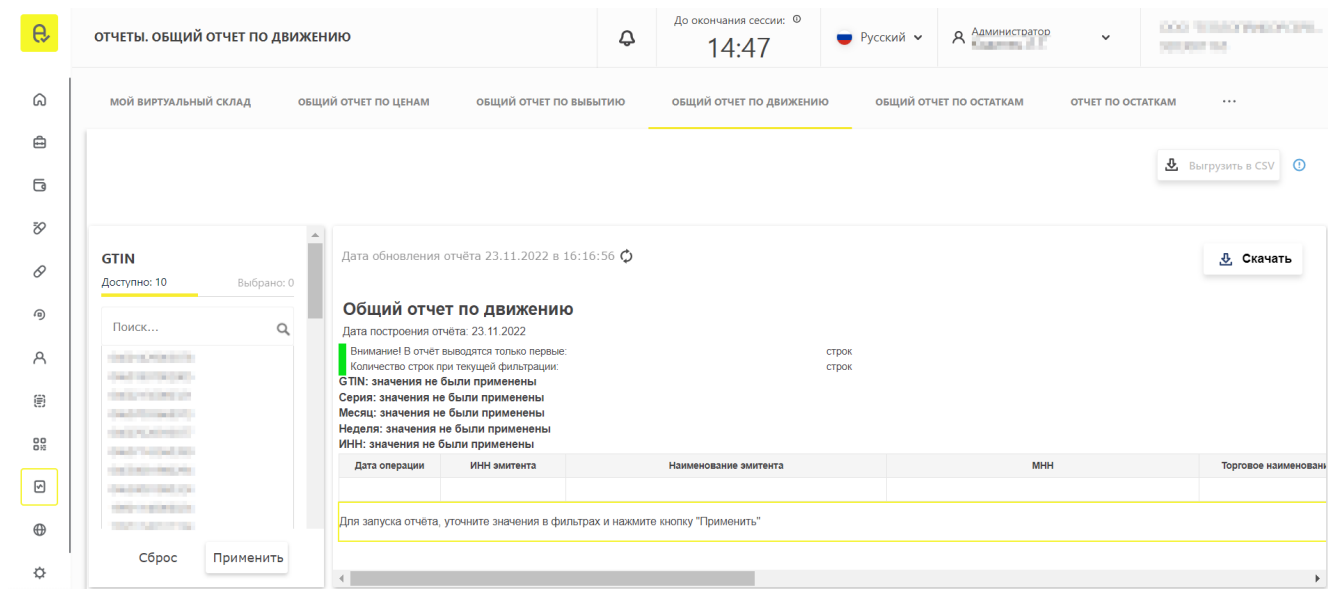 До окончания сессии:
ОТЧЕТЫ. ОБЩИЙ ОТЧЕТ ПО ДВИЖЕНИЮ
14:47
Русский
Администратор
МОЙ ВИРТУАЛЬНЫЙ СКЛАД ОБЩИЙ ОТЧЕТ ПО ЦЕНАМ ОБЩИЙ ОТЧЕТ ПО ВЫБЫТИЮ ОБЩИЙ ОТЧЕТ ПО ДВИЖЕНИЮ ОБЩИЙ ОТЧЕТ ПО ОСТАТКАМ ОТЧЕТ ПО ОСТАТКАМ ...
Выгрузить в CSV
GTIN
Доступно: 10 Выбрано: 0
Поиск...
Сброс Применить
Дата обновления отчёта 23.11.2022 в 16:16:56
Скачать
Общий отчет по движению
Дата построения отчёта: 23.11.2022
Внимание! В отчёт выводятся только первые: строк
Количество строк при текущей фильтрации: строк
GTIN: значения не были применены
Серия: значения не были применены
Месяц: значения не были применены
Неделя: значения не были применены
ИНН: значения не были применены
Дата операции ИНН эмитента Наименование эмитента МНН Торговое наименовани
Для запуска отчёта, уточните значения в фильтрах и нажмите кнопку "Применить"